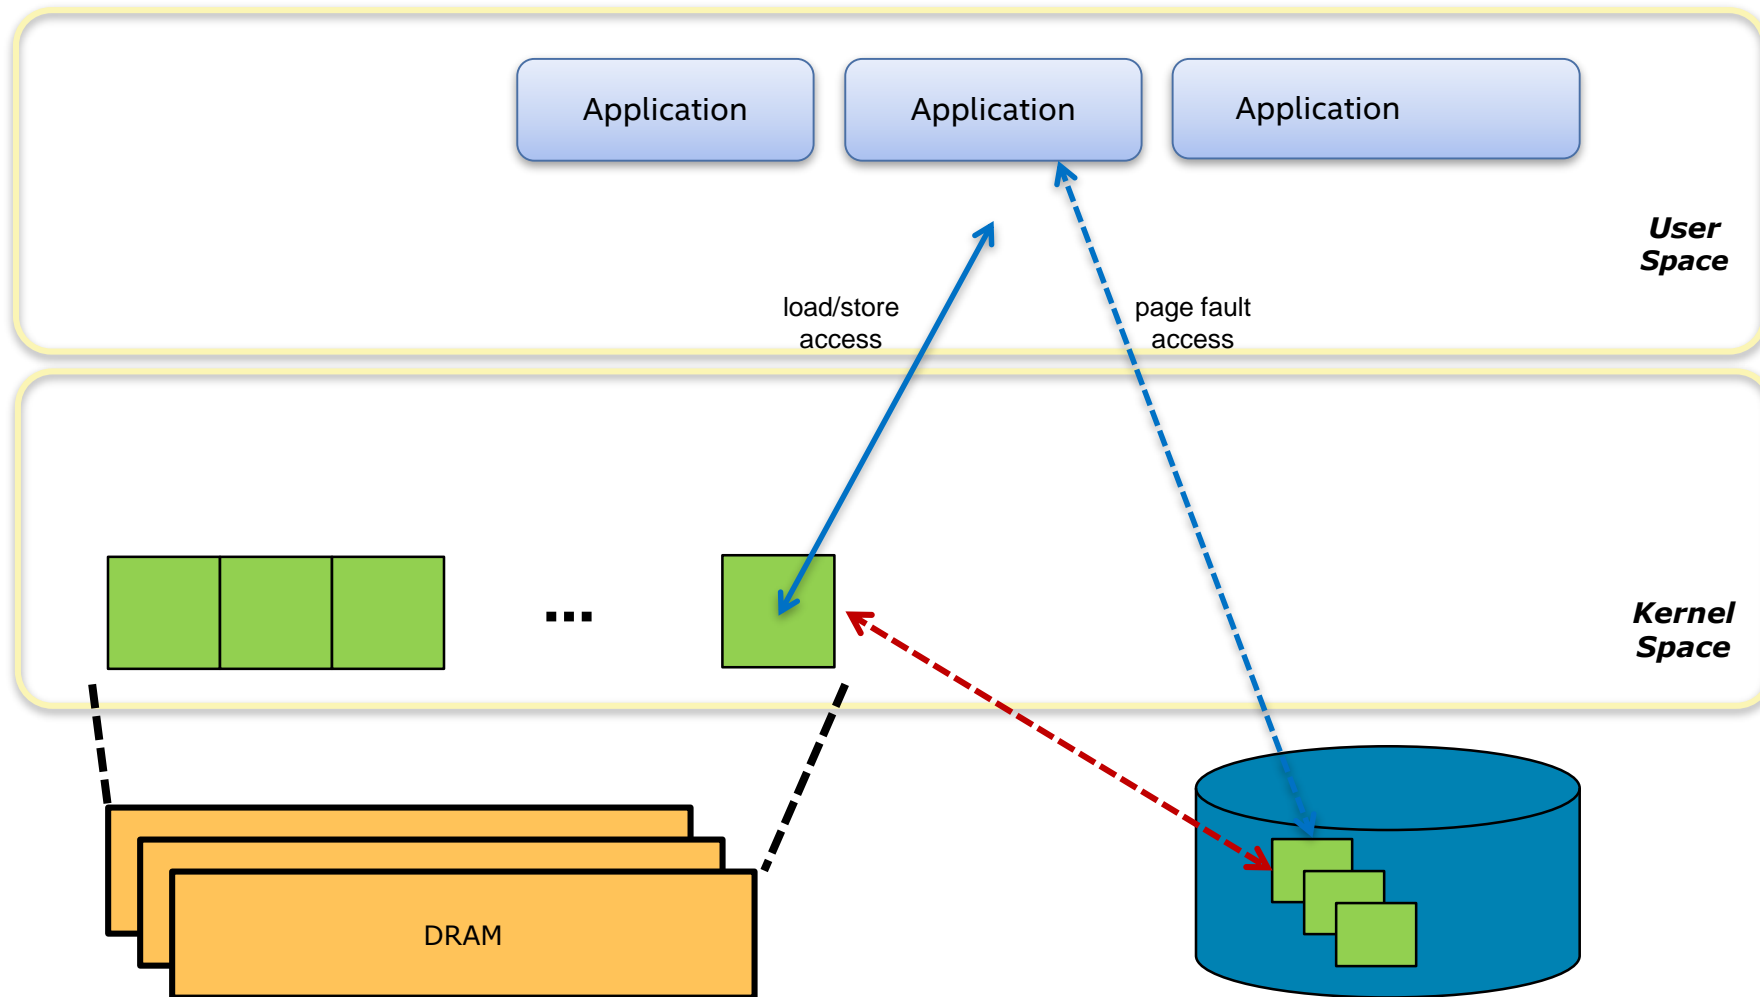 Application
Application
Application
User
Space
load/store
access
page fault
access
...
Kernel
Space
DRAM